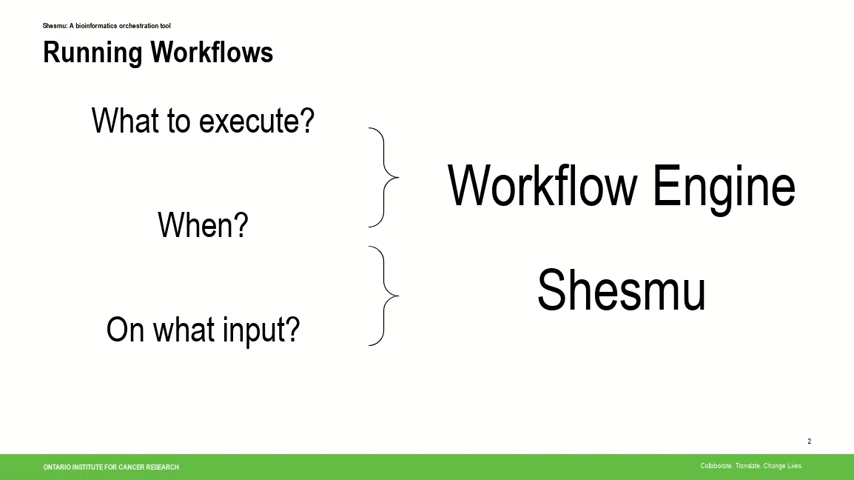 Shesmu: A bioinformatics orchestration tool
Running Workflows
What to execute?
When?
On what input?
Workflow Engine
Shesmu
2
ONTARIO INSTITUTE FOR CANCER RESEARCH
Collaborate. Translate. Change Lives.